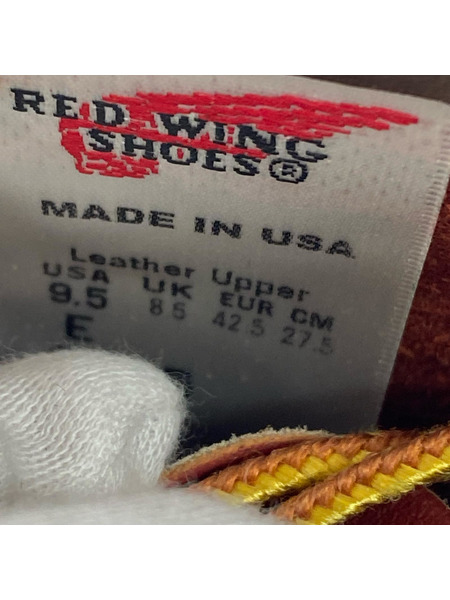 RED WING
SHOES®
MADE IN USA
Leather Upper
USA UK EUR CM
9.5 8 5 42 5 27.5
E